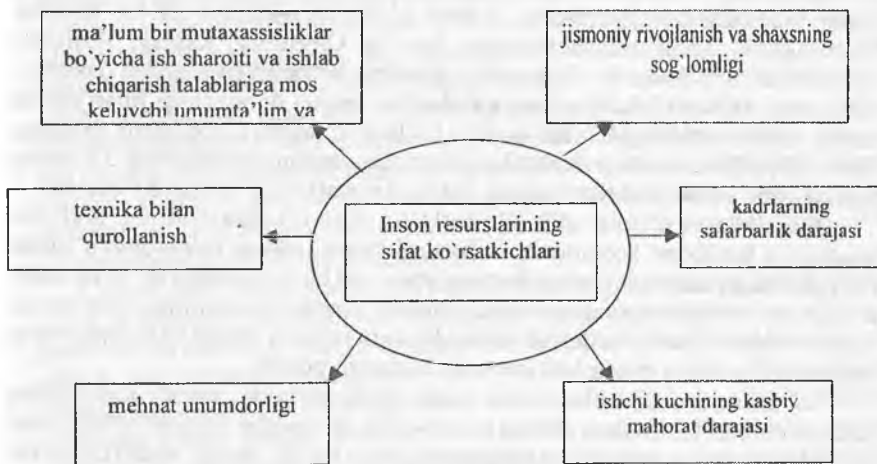 ma’lum bir mutaxassisliklar
bo`yicha ish sharoiti va ishlab
chiqarish talablariga mos
keluvchi umumta’lim va
jismoniy rivojlanish va shaxsning
sog`lomligi
texnika bilan
qurollanish
Inson resurslarining
sifat ko`rsatkichlari
kadrlarning
safarbarlik darajasi
mehnat unumdorligi
ishchi kuchining kasbiy
mahorat darajasi